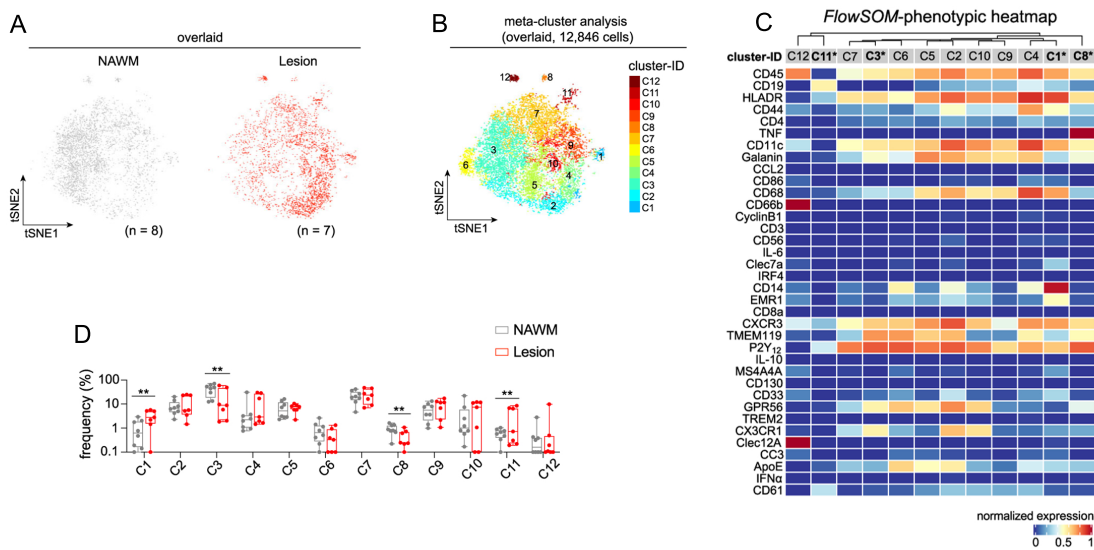 A
overlaid
NAWM
Lesion
tSNE2
tSNE1
(n = 8)
(n = 7)
B
meta-cluster analysis
(overlaid, 12,846 cells)
cluster-ID
C12
C11
C10
C9
C8
C7
C6
C5
C4
C3
C2
C1
12
8
11
7
3
9
6
10
1
4
5
2
tSNE2
tSNE1
C
FlowSOM-phenotypic heatmap
cluster-ID C12 C11* C7 C3* C6 C5 C2 C10 C9 C4 C1* C8*
CD45
CD19
HLADR
CD44
CD4
TNF
CD11c
Galanin
CCL2
CD86
CD68
CD66b
CyclinB1
CD3
CD56
IL-6
Clec7a
IRF4
CD14
EMR1
CD8a
CXCR3
TMEM119
P2Y₁₂
IL-10
MS4A4A
CD130
CD33
GPR56
TREM2
CX3CR1
Clec12A
CC3
ApoE
IFNα
CD61
normalized expression
0 0.5 1
D
NAWM
Lesion
frequency (%)
100
10
1
0.1
** ** ** **
C1 C2 C3 C4 C5 C6 C7 C8 C9 C10 C11 C12